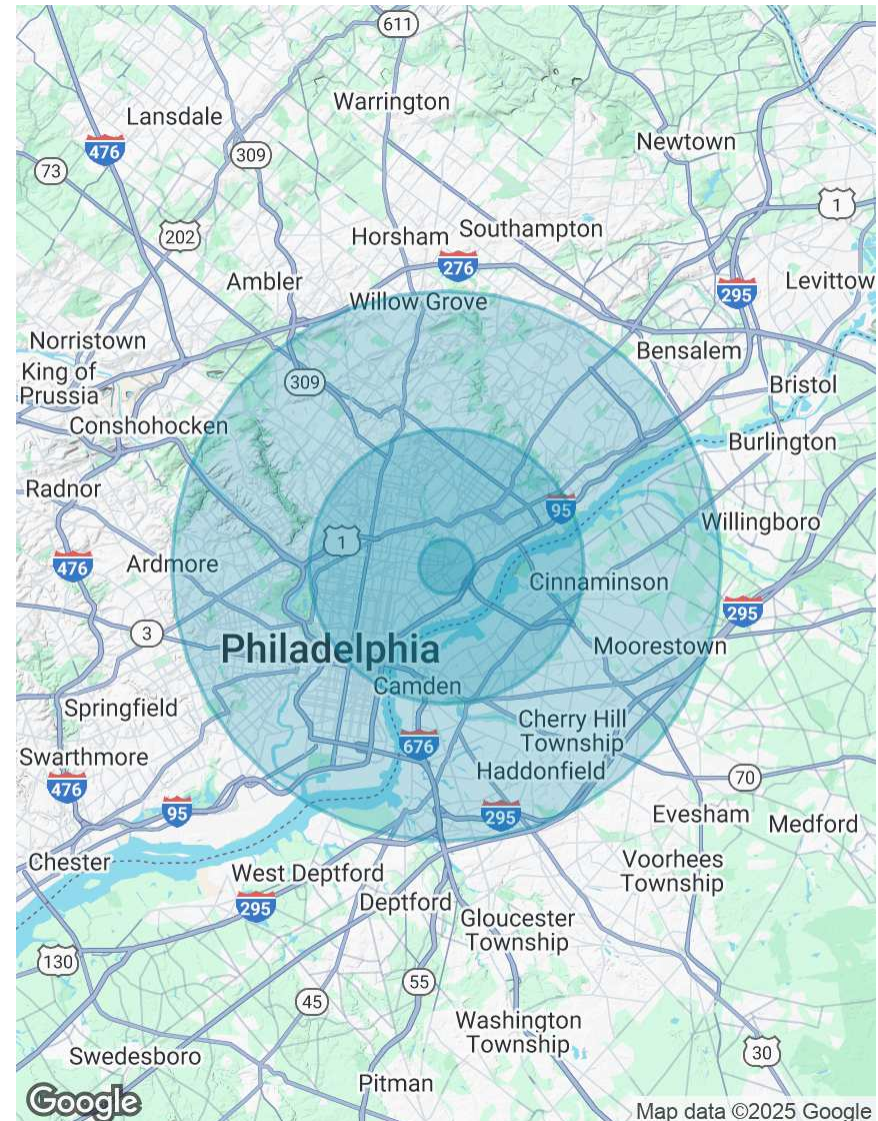 611
Warrington
Lansdale
476
309
Newtown
73
1
202
Horsham
Southampton
276
Ambler
295
Levittow
Willow Grove
Norristown
Bensalem
King of
Prussia
309
Bristol
Conshohocken
Burlington
Radnor
95
Willingboro
1
476
Ardmore
Cinnaminson
295
3
Philadelphia
Moorestown
Camden
Springfield
Cherry Hill
Township
676
Swarthmore
Haddonfield
70
476
95
295
Evesham
Medford
Chester
West Deptford
Voorhees
Township
295
Deptford
Gloucester
Township
130
55
45
Washington
Township
Swedesboro
30
Pitman
Google
Map data ©2025 Google